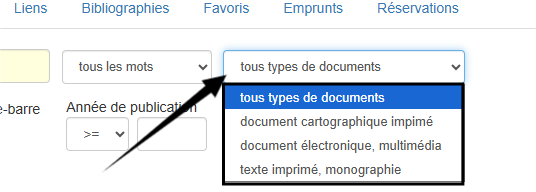 Liens Bibliographies Favoris Emprunts Réservations
tous les mots tous types de documents
e-barre Année de publication
>=
tous types de documents
document cartographique impimé
document électronique, multimédia
texte imprimé, monographie